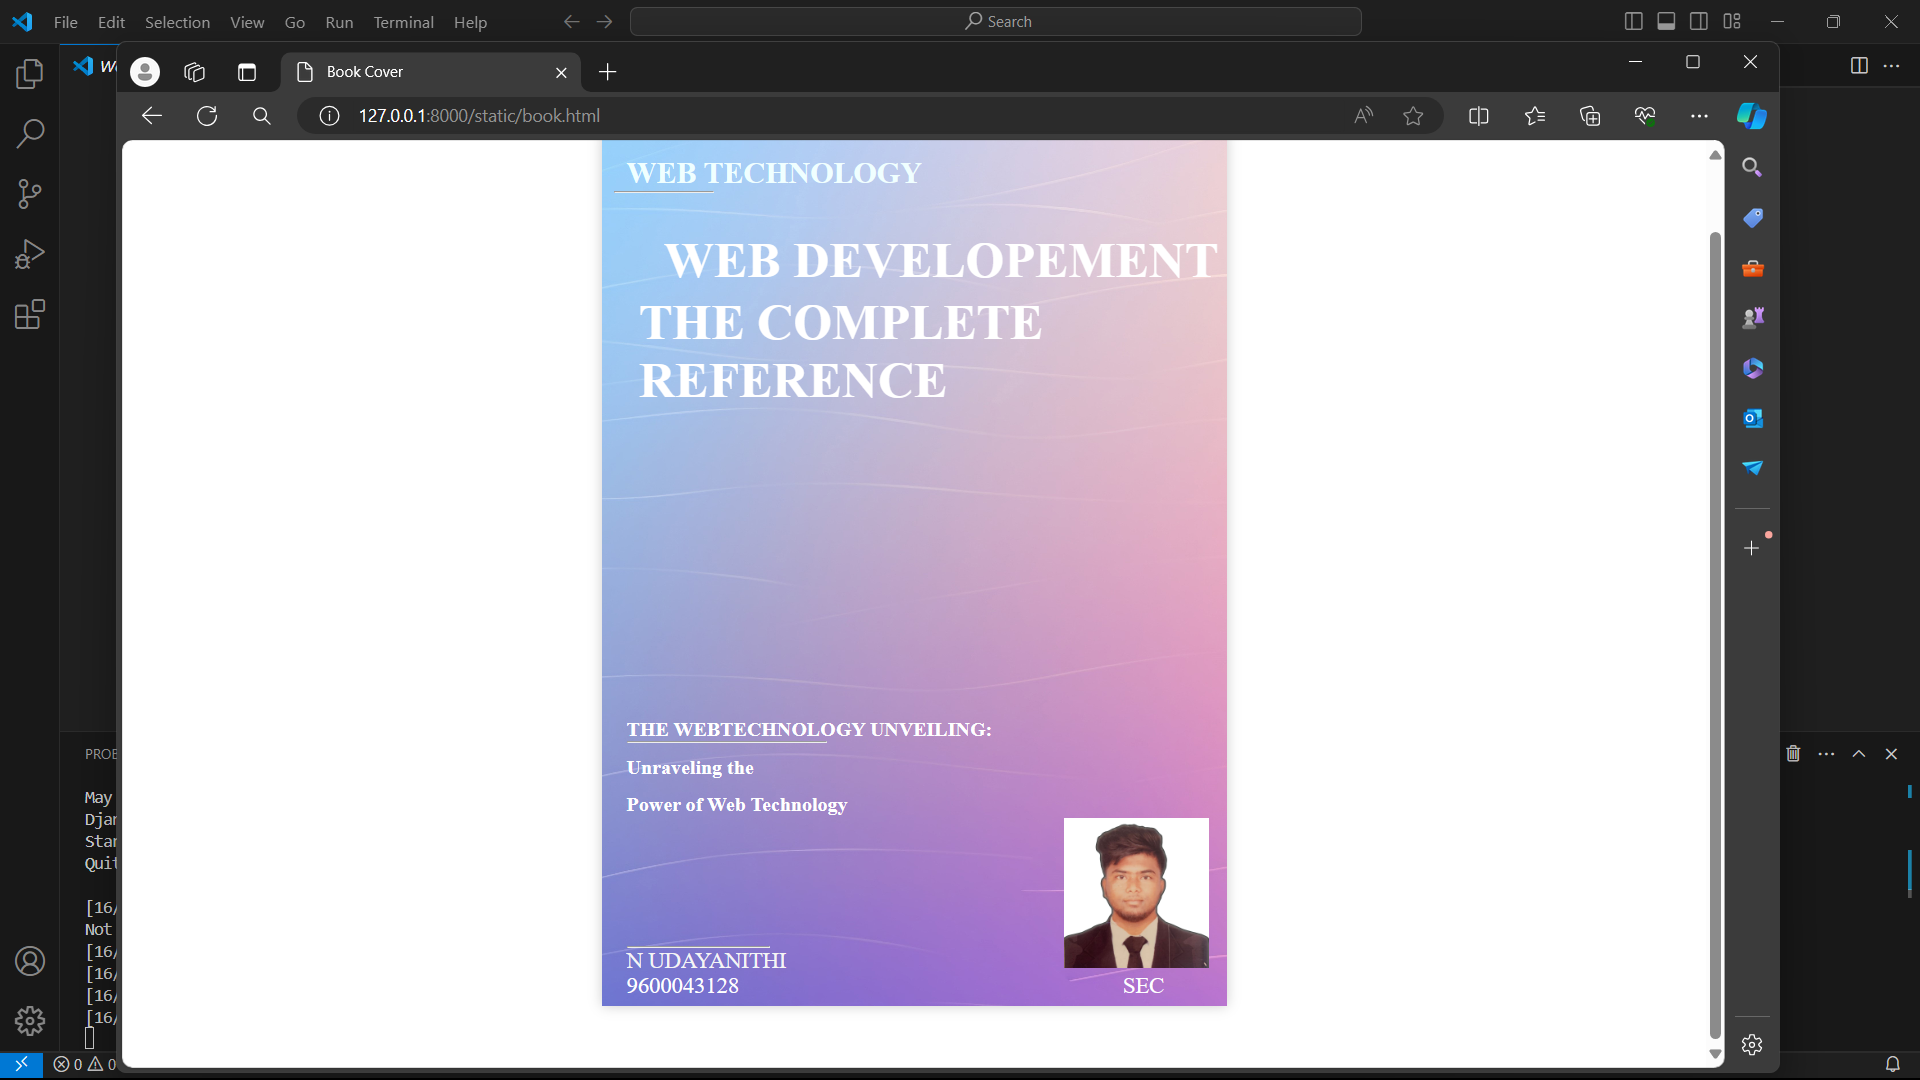 File Edit Selection View Go Run Terminal Help
Search
Book Cover
127.0.0.1:8000/static/book.html
WEB TECHNOLOGY
WEB DEVELOPEMENT
THE COMPLETE
REFERENCE
THE WEBTECHNOLOGY UNVEILING:
Unraveling the
Power of Web Technology
N UDAYANITHI
9600043128
SEC
PROB
May
Djan
Star
Quit
[16/
Not
[16/
[16/
[16/
[16/
0 0